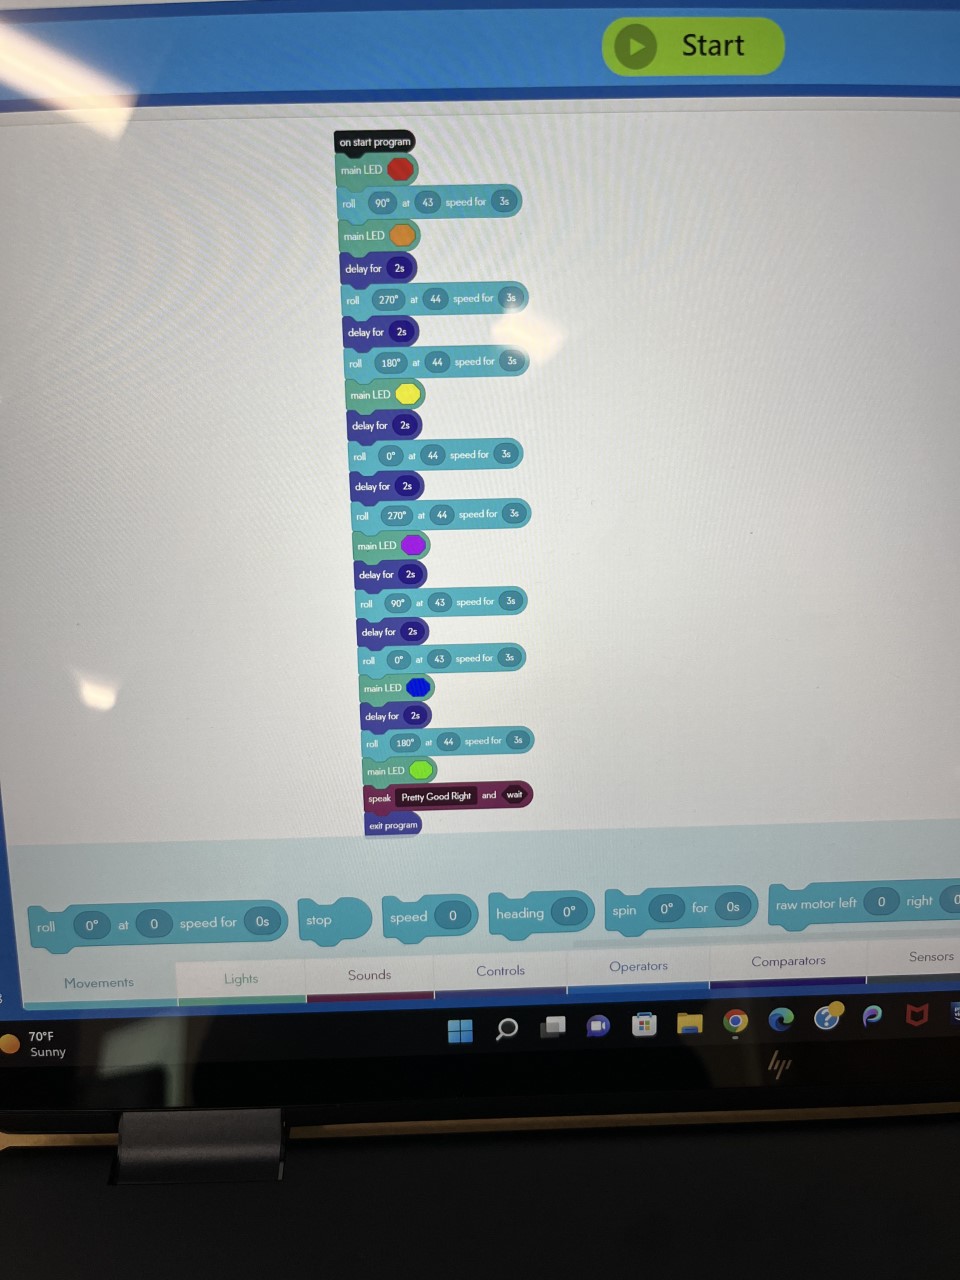 Start
on start program
main LED
roll 90° at 43 speed for 3s
main LED
delay for 2s
roll 270° at 44 speed for 3s
delay for 2s
roll 180° at 44 speed for 3s
main LED
delay for 2s
roll 0° at 44 speed for 3s
delay for 2s
roll 270° at 44 speed for 3s
main LED
delay for 2s
roll 90° at 43 speed for 3s
delay for 2s
roll 0° at 43 speed for 3s
main LED
delay for 2s
roll 180° at 44 speed for 3s
main LED
speak Pretty Good Right and wait
exit program
roll 0° at 0 speed for 0s stop speed 0 heading 0° spin 0° for 0s raw motor left 0 right 0
Movements Lights Sounds Controls Operators Comparators Sensors
70°F
Sunny
hp